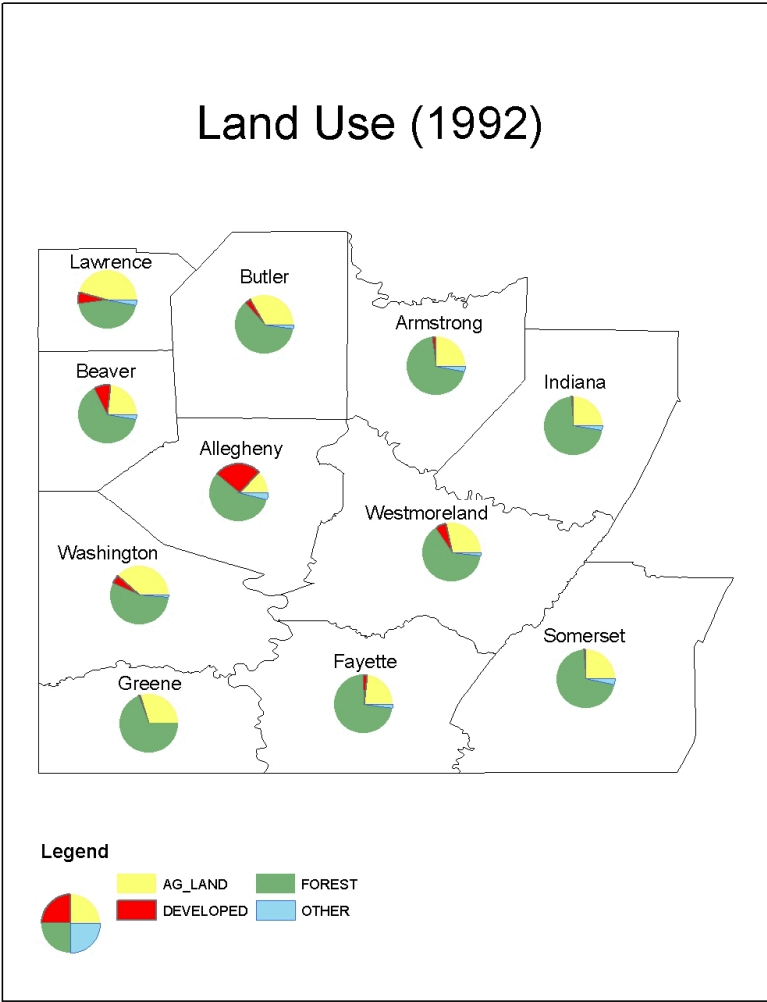 Land Use (1992)
Lawrence
Butler
Armstrong
Beaver
Indiana
Allegheny
Westmoreland
Washington
Somerset
Fayette
Greene
Legend
AG_LAND
FOREST
DEVELOPED
OTHER